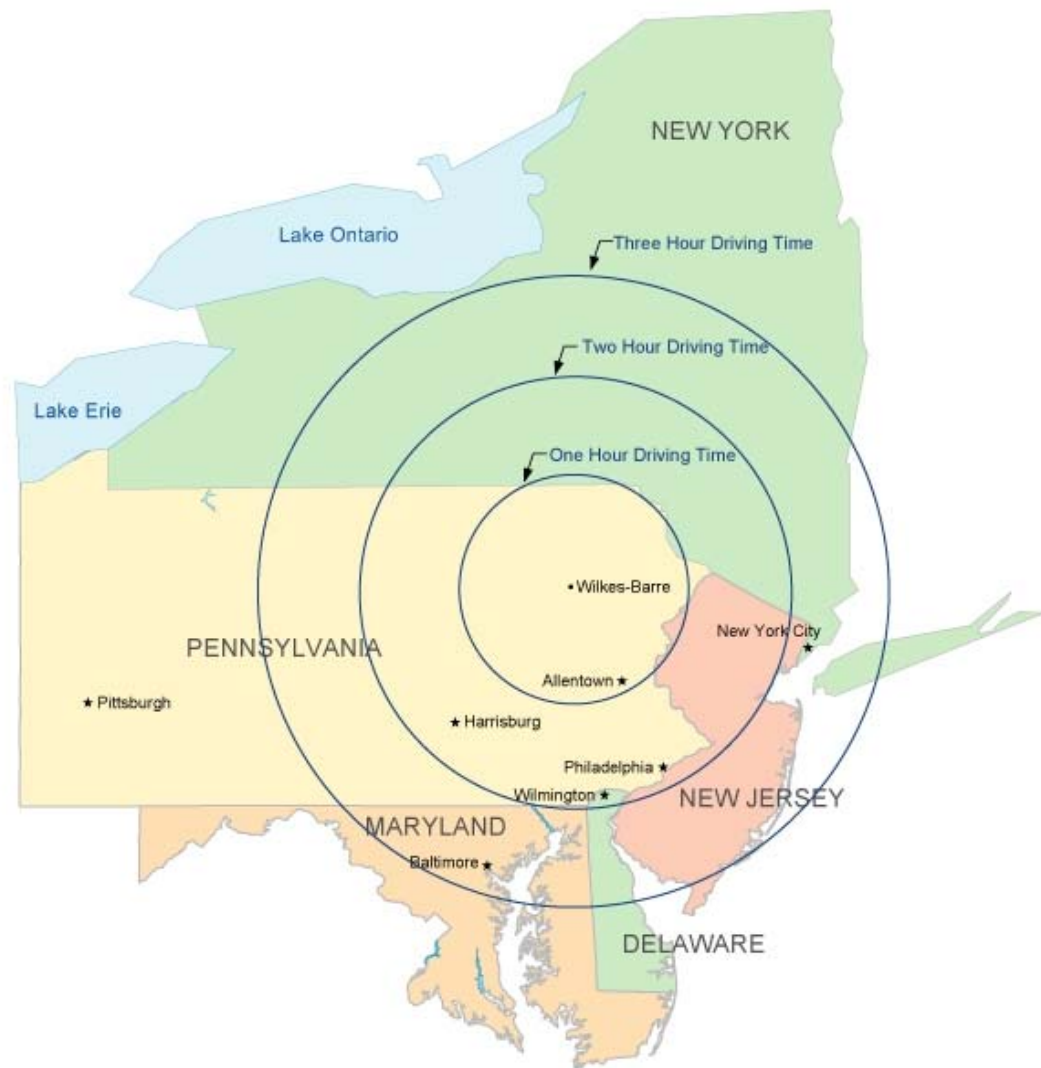 NEW YORK
Lake Ontario
Three Hour Driving Time
Two Hour Driving Time
Lake Erie
One Hour Driving Time
Wilkes-Barre
New York City
PENNSYLVANIA
Allentown
Pittsburgh
Harrisburg
Philadelphia
Wilmington
NEW JERSEY
MARYLAND
Baltimore
DELAWARE